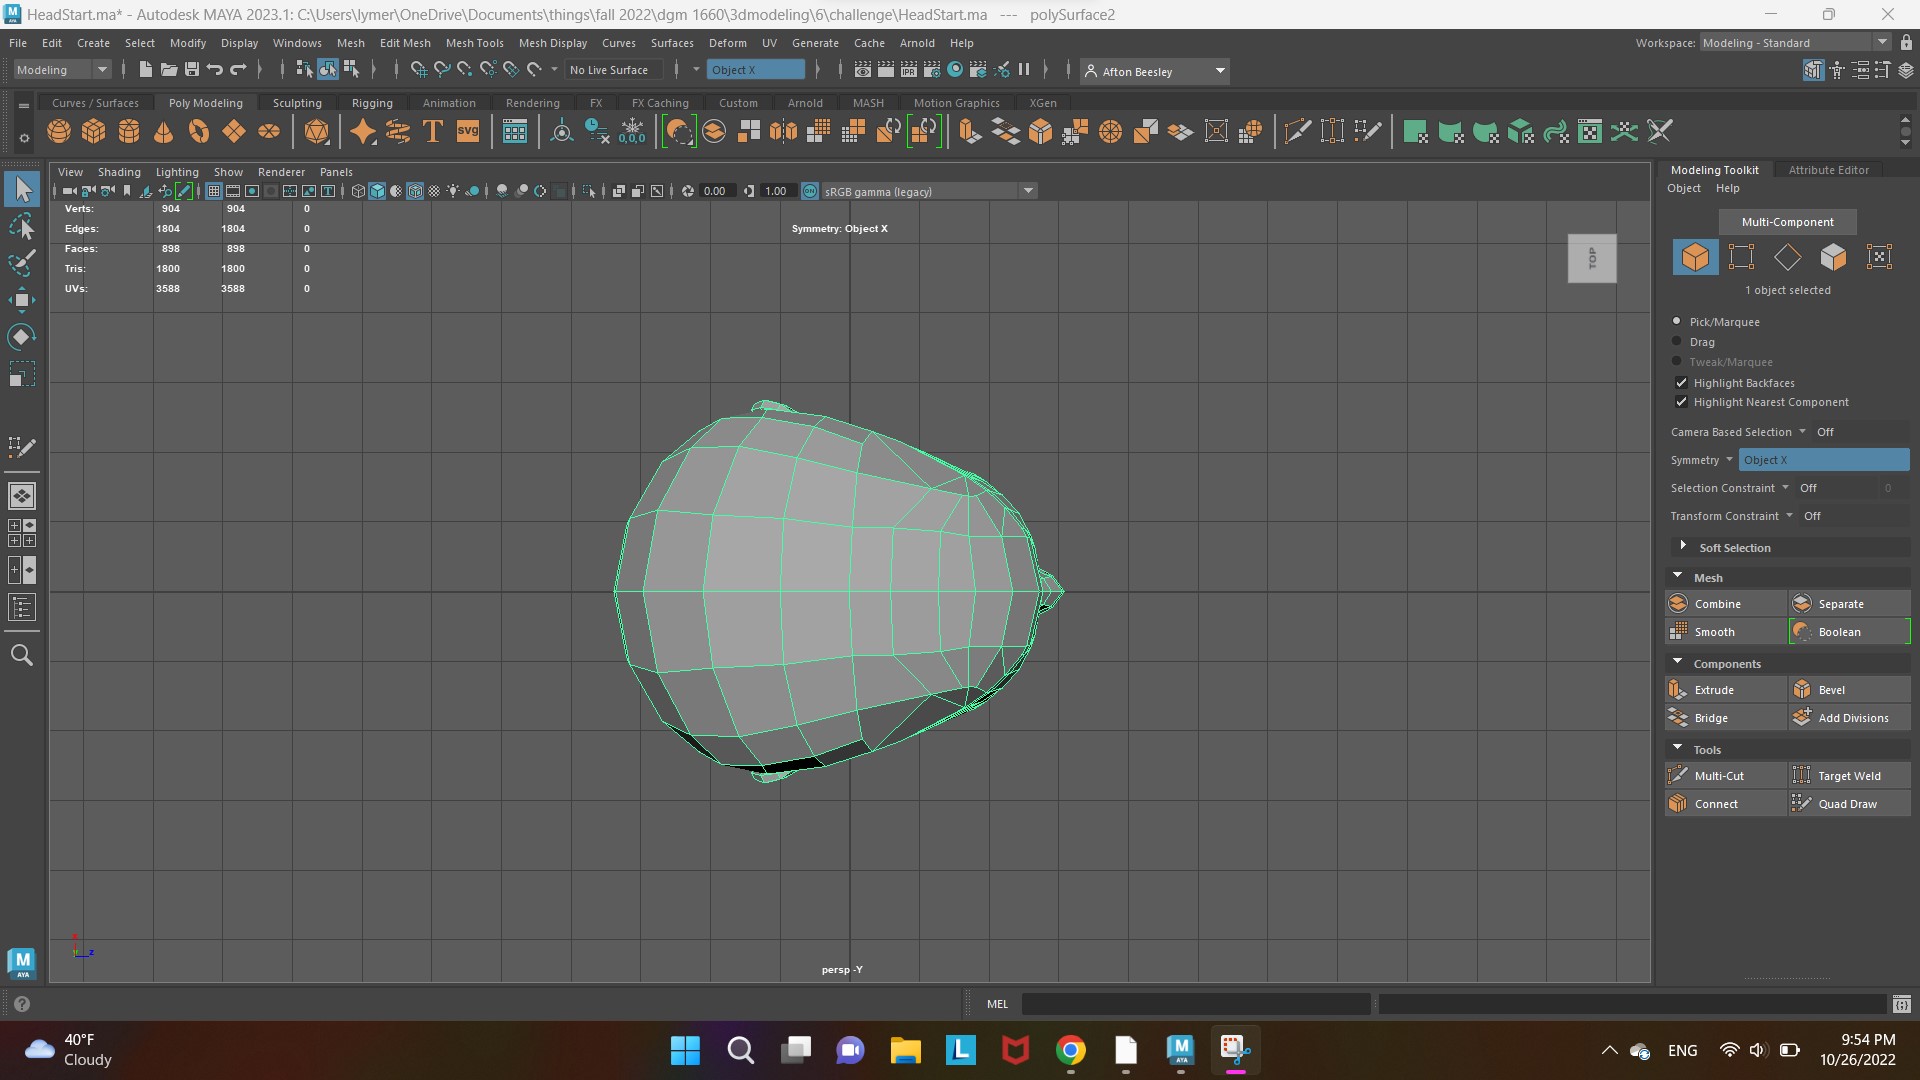 HeadStart.ma* - Autodesk MAYA 2023.1: C:\Users\lymer\OneDrive\Documents\things\fall 2022\dgm 1660\3dmodeling\6\challenge\HeadStart.ma --- polySurface2
File Edit Create Select Modify Display Windows Mesh Edit Mesh Mesh Tools Mesh Display Curves Surfaces Deform UV Generate Cache Arnold Help Workspace: Modeling - Standard
Modeling No Live Surface Object X Afton Beesley
Curves / Surfaces Poly Modeling Sculpting Rigging Animation Rendering FX FX Caching Custom Arnold MASH Motion Graphics XGen
View Shading Lighting Show Renderer Panels
0.00 1.00 ON sRGB gamma (legacy)
Verts: 904 904 0
Edges: 1804 1804 0
Faces: 898 898 0
Tris: 1800 1800 0
UVs: 3588 3588 0
Symmetry: Object X
TOP
persp -Y
Modeling Toolkit Attribute Editor
Object Help
Multi-Component
1 object selected
Pick/Marquee
Drag
Tweak/Marquee
Highlight Backfaces
Highlight Nearest Component
Camera Based Selection Off
Symmetry Object X
Selection Constraint Off 0
Transform Constraint Off
Soft Selection
Mesh
Combine Separate
Smooth Boolean
Components
Extrude Bevel
Bridge Add Divisions
Tools
Multi-Cut Target Weld
Connect Quad Draw
MEL
40°F
Cloudy
ENG
9:54 PM
10/26/2022